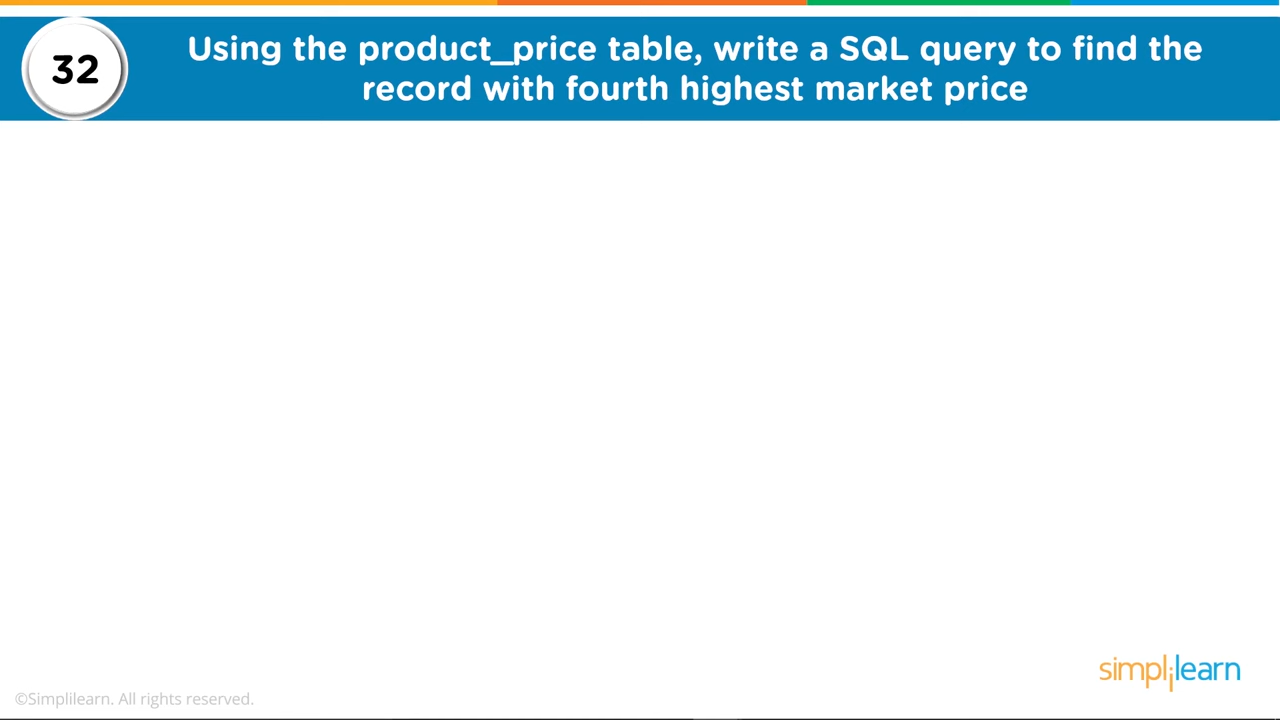 32
Using the product_price table, write a SQL query to find the
record with fourth highest market price
simplilearn
©Simplilearn. All rights reserved.